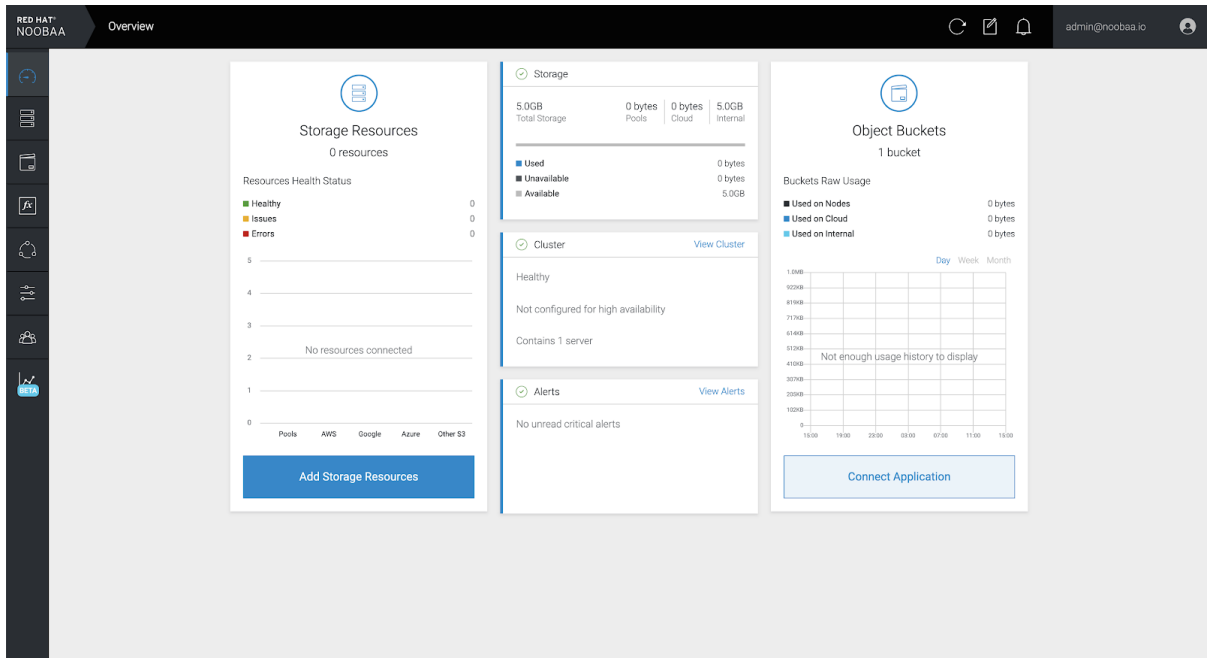 RED HAT®
NOOBAA
Overview
admin@noobaa.io
BETA
Storage Resources
0 resources
Resources Health Status
Healthy 0
Issues 0
Errors 0
5
4
3
No resources connected
2
1
0
Pools AWS Google Azure Other S3
Add Storage Resources
Storage
5.0GB 0 bytes 0 bytes 5.0GB
Total Storage Pools Cloud Internal
Used 0 bytes
Unavailable 0 bytes
Available 5.0GB
Cluster View Cluster
Healthy
Not configured for high availability
Contains 1 server
Alerts View Alerts
No unread critical alerts
Object Buckets
1 bucket
Buckets Raw Usage
Used on Nodes 0 bytes
Used on Cloud 0 bytes
Used on Internal 0 bytes
Day Week Month
1.0MB
922KB
819KB
717KB
614KB
512KB
Not enough usage history to display
410KB
307KB
205KB
102KB
0
15:00 19:00 23:00 03:00 07:00 11:00 15:00
Connect Application